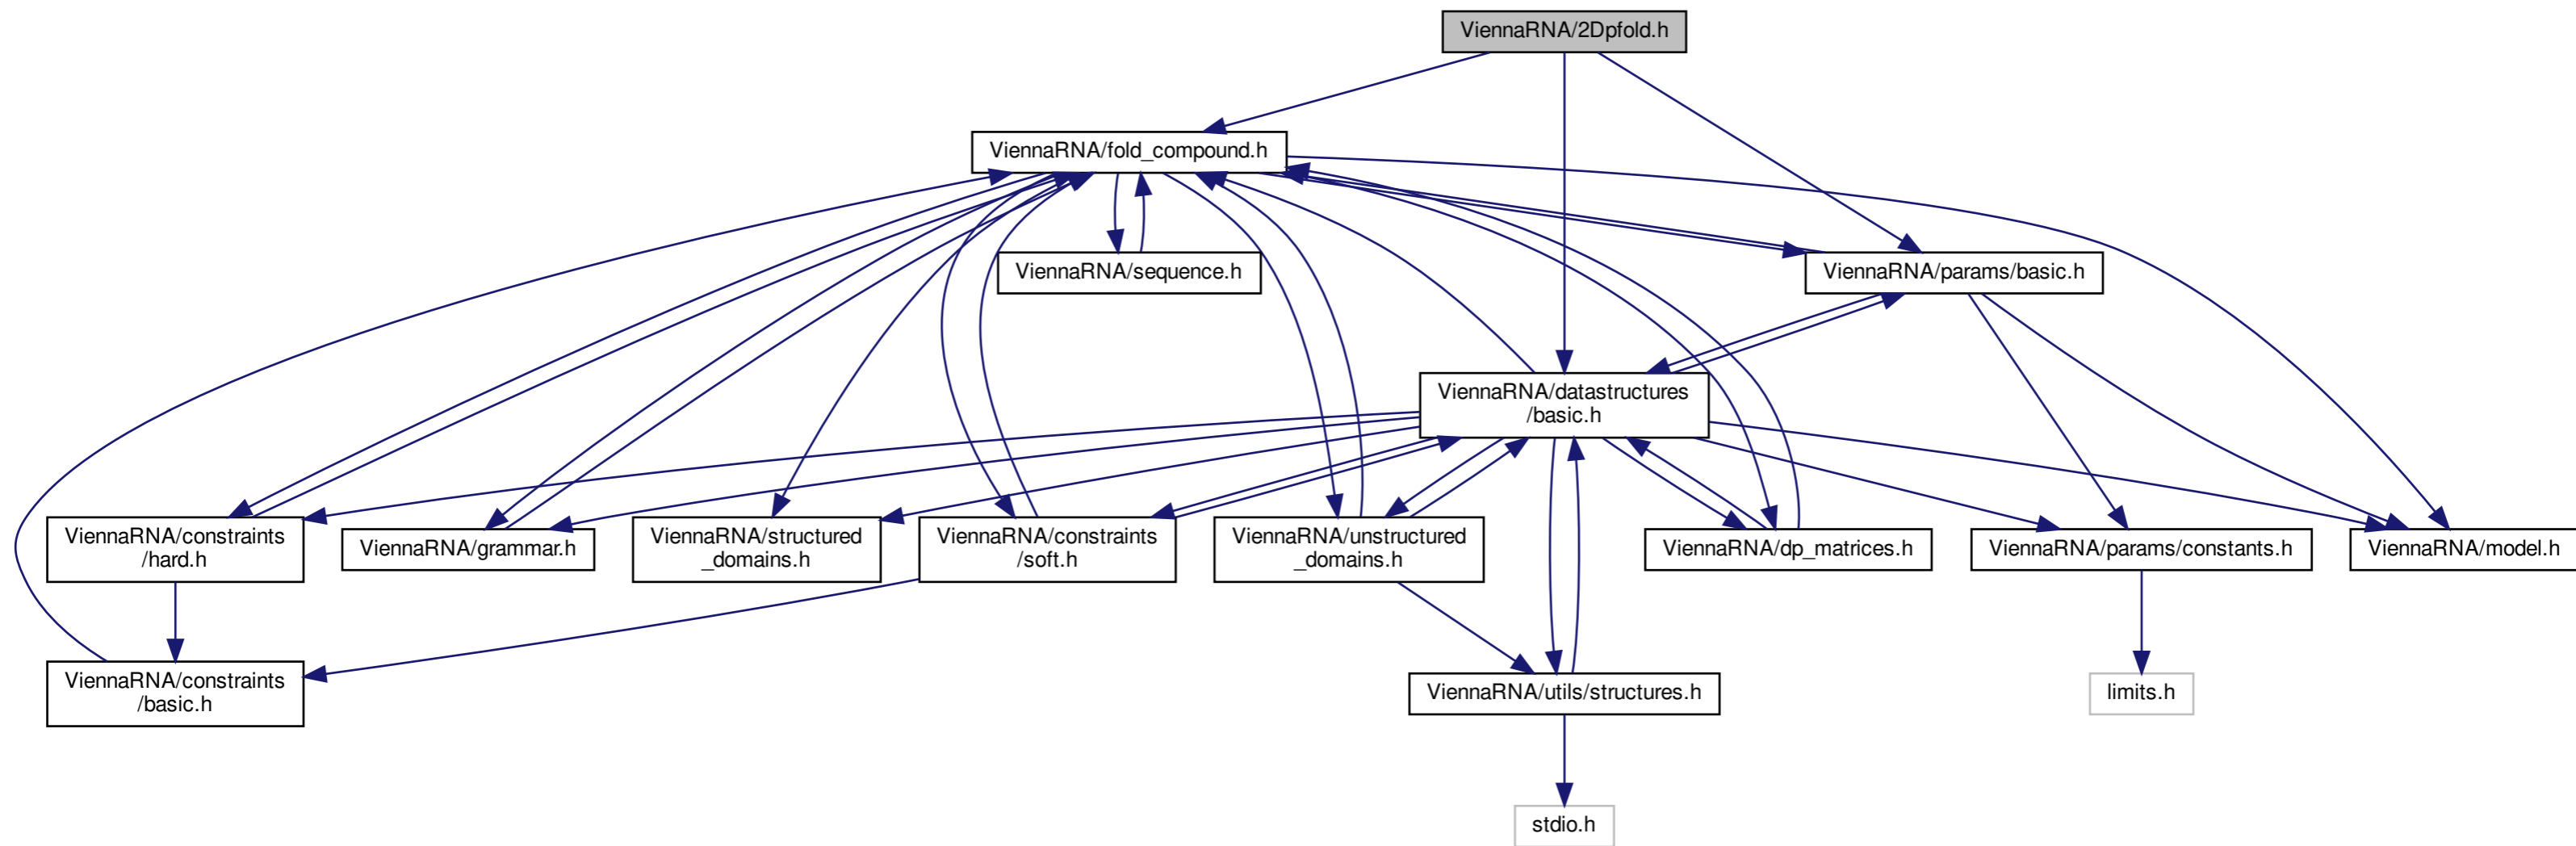 ViennaRNA/2Dpfold.h
ViennaRNA/fold_compound.h
ViennaRNA/sequence.h
ViennaRNA/params/basic.h
ViennaRNA/datastructures
/basic.h
ViennaRNA/constraints
/hard.h
ViennaRNA/grammar.h
ViennaRNA/structured
_domains.h
ViennaRNA/constraints
/soft.h
ViennaRNA/unstructured
_domains.h
ViennaRNA/dp_matrices.h
ViennaRNA/params/constants.h
ViennaRNA/model.h
ViennaRNA/constraints
/basic.h
ViennaRNA/utils/structures.h
limits.h
stdio.h